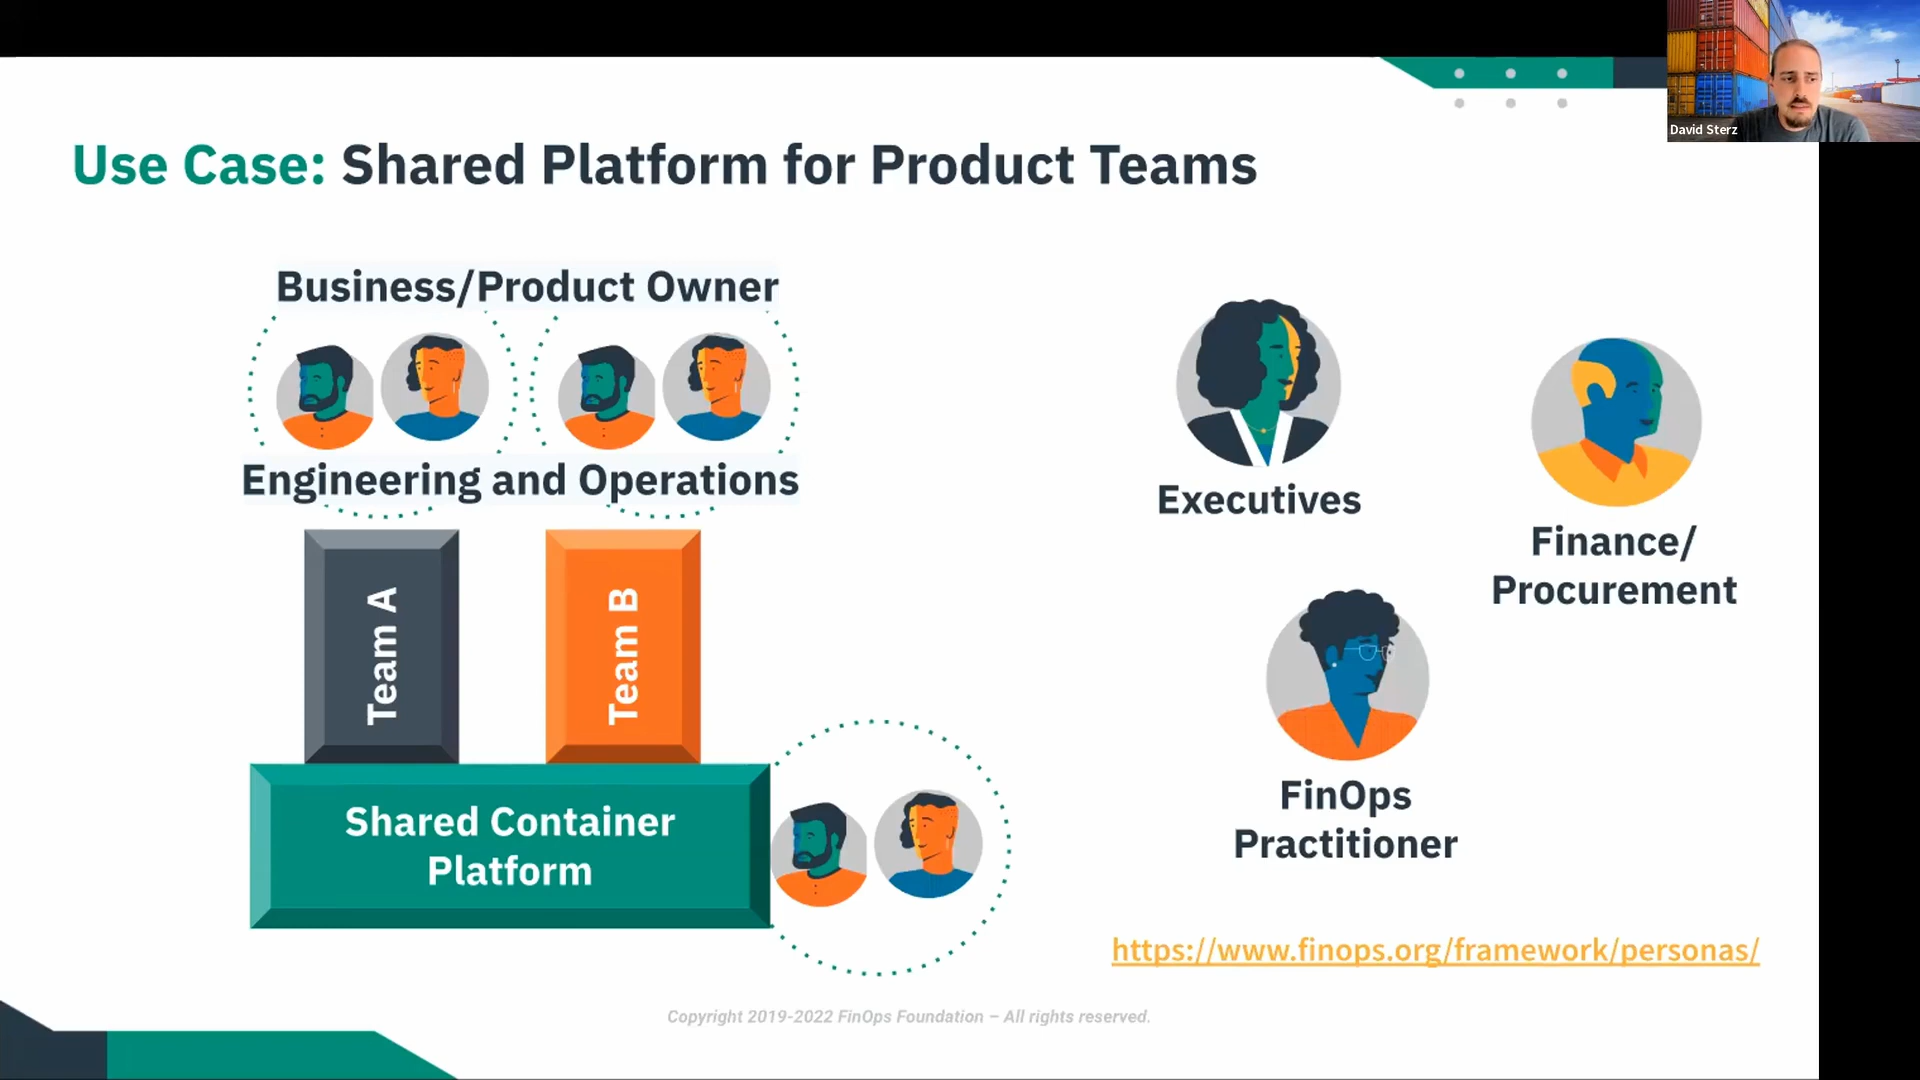 David Sterz
Use Case: Shared Platform for Product Teams
Business/Product Owner
Engineering and Operations
Team A
Team B
Shared Container
Platform
Executives
Finance/
Procurement
FinOps
Practitioner
https://www.finops.org/framework/personas/
Copyright 2019-2022 FinOps Foundation – All rights reserved.